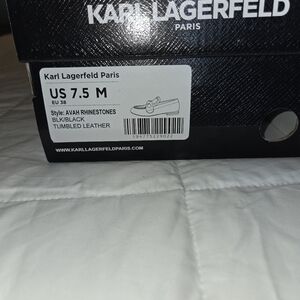 KARL LAGERFELD
PARIS
Karl Lagerfeld Paris
US 7.5 M
EU 38
Style: AVAH RHINESTONES
BLK/BLACK
TUMBLED LEATHER
WWW.KARLLAGERFELDPARIS.COM